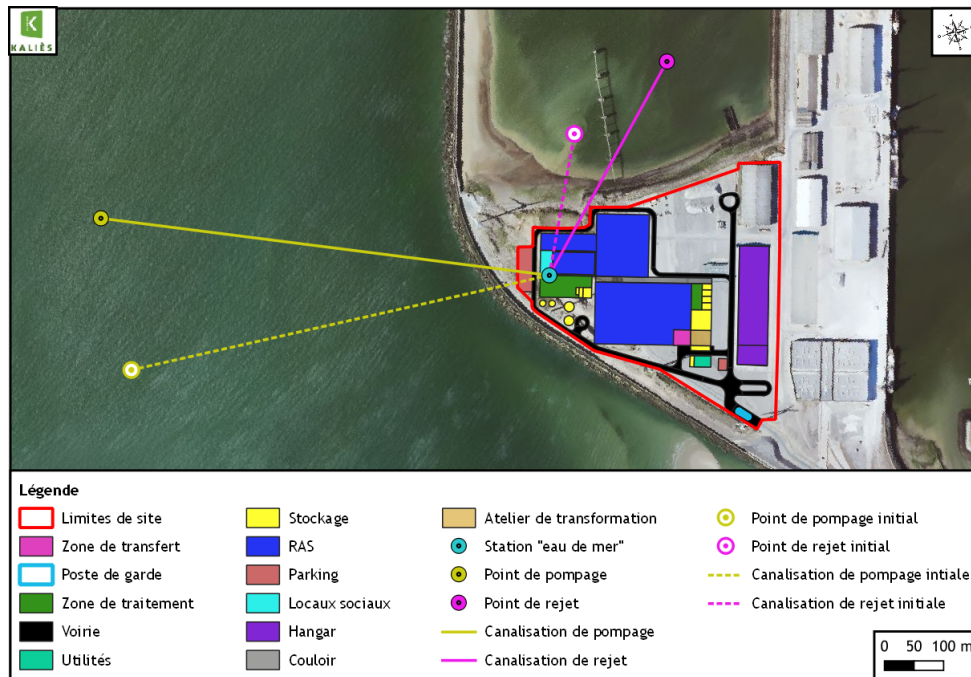 K
KALIÈS
Légende
Limites de site
Zone de transfert
Poste de garde
Zone de traitement
Voirie
Utilités
Stockage
RAS
Parking
Locaux sociaux
Hangar
Couloir
Atelier de transformation
Station "eau de mer"
Point de pompage
Point de rejet
Canalisation de pompage
Canalisation de rejet
Point de pompage initial
Point de rejet initial
Canalisation de pompage intiale
Canalisation de rejet initiale
0 50 100 m